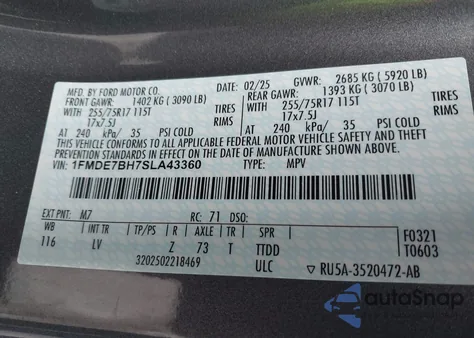 MFD. BY FORD MOTOR CO. 02/25 GVWR: 2685 KG (5920 LB)
FRONT GAWR: 1402 KG (3090 LB) REAR GAWR: 1393 KG (3070 LB)
255/75R17 115T TIRES 255/75R17 115T TIRES
17x7.5J RIMS 17x7.5J RIMS
AT 240 kPa/ 35 PSI COLD AT 240 kPa/ 35 PSI COLD
THIS VEHICLE CONFORMS TO ALL APPLICABLE FEDERAL MOTOR VEHICLE SAFETY AND BUMPER
STANDARDS IN EFFECT ON THE DATE OF MANUFACTURE SHOWN ABOVE.
VIN: 1FMDE7BH7SLA43360 TYPE: MPV
EXT PNT: M7 RC: 71 DSO:
WB INT TR TP/PS R AXLE TR SPR F0321
116 LV Z 73 T TTDD T0603
3202502218469 ULC RU5A-3520472-AB
autoSnap